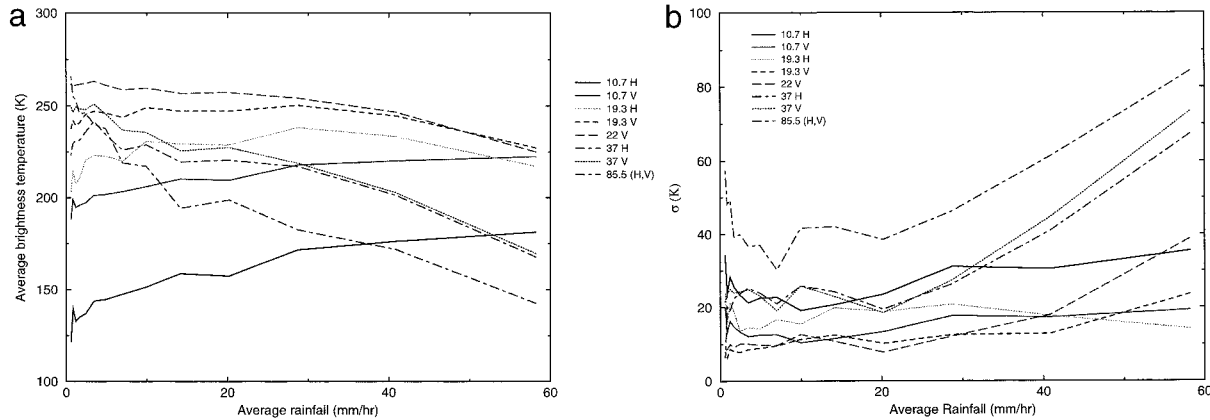 a
300
250
200
150
100
Average brightness temperature (K)
0
20
40
60
Average rainfall (mm/hr)
10.7 H
10.7 V
19.3 H
19.3 V
22 V
37 H
37 V
85.5 (H,V)
b
100
80
60
40
20
0
σ (K)
0
20
40
60
Average Rainfall (mm/hr)
10.7 H
10.7 V
19.3 H
19.3 V
22 V
37 H
37 V
85.5 (H,V)